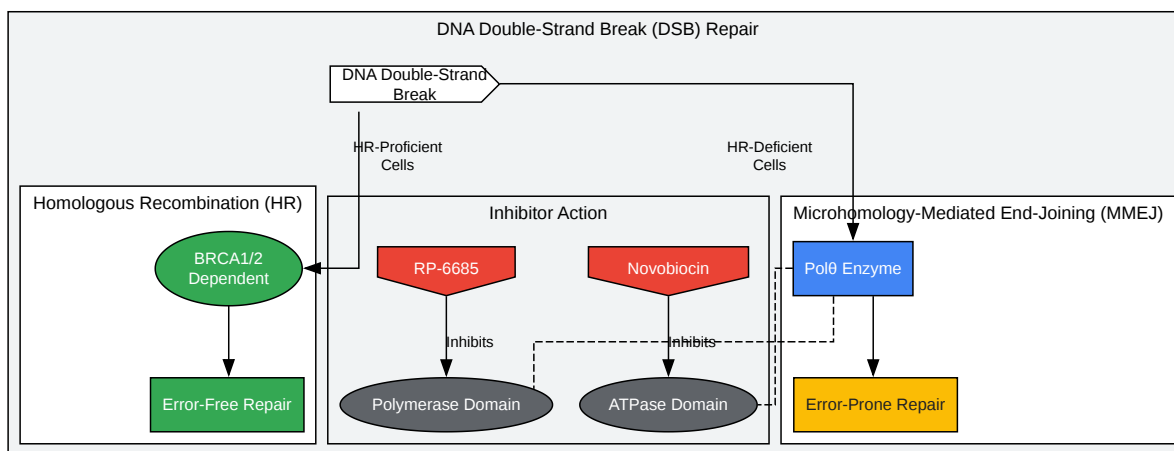 DNA Double-Strand Break (DSB) Repair
DNA Double-Strand
Break
HR-Proficient
Cells
HR-Deficient
Cells
Homologous Recombination (HR)
BRCA1/2
Dependent
Error-Free Repair
Inhibitor Action
RP-6685
Novobiocin
Inhibits
Inhibits
Polymerase Domain
ATPase Domain
Microhomology-Mediated End-Joining (MMEJ)
Polθ Enzyme
Error-Prone Repair